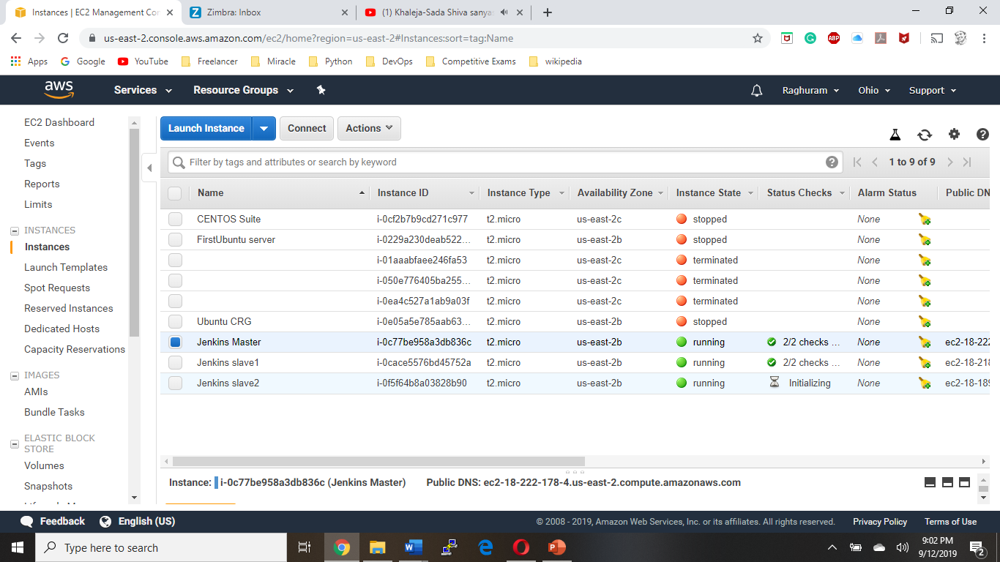 Instances | EC2 Management Con
Zimbra: Inbox
(1) Khaleja-Sada Shiva sanyas
us-east-2.console.aws.amazon.com/ec2/home?region=us-east-2#Instances:sort=tag:Name
ABP
Apps Google YouTube Freelancer Miracle Python DevOps Competitive Exams wikipedia
aws Services Resource Groups Raghuram Ohio Support
EC2 Dashboard
Events
Tags
Reports
Limits
INSTANCES
Instances
Launch Templates
Spot Requests
Reserved Instances
Dedicated Hosts
Capacity Reservations
IMAGES
AMIs
Bundle Tasks
ELASTIC BLOCK
STORE
Volumes
Snapshots
Launch Instance Connect Actions
Filter by tags and attributes or search by keyword 1 to 9 of 9
Name Instance ID Instance Type Availability Zone Instance State Status Checks Alarm Status Public DN
CENTOS Suite i-0cf2b7b9cd271c977 t2.micro us-east-2c stopped None
FirstUbuntu server i-0229a230deab522... t2.micro us-east-2b stopped None
i-01aaabfaee246fa53 t2.micro us-east-2c terminated None
i-050e776405ba255... t2.micro us-east-2c terminated None
i-0ea4c527a1ab9a03f t2.micro us-east-2c terminated None
Ubuntu CRG i-0e05a5e785aab63... t2.micro us-east-2b stopped None
Jenkins Master i-0c77be958a3db836c t2.micro us-east-2b running 2/2 checks ... None ec2-18-222
Jenkins slave1 i-0cace5576bd45752a t2.micro us-east-2b running 2/2 checks ... None ec2-18-218
Jenkins slave2 i-0f5f64b8a03828b90 t2.micro us-east-2b running Initializing None ec2-18-189
Instance: i-0c77be958a3db836c (Jenkins Master) Public DNS: ec2-18-222-178-4.us-east-2.compute.amazonaws.com
Feedback English (US) © 2008 - 2019, Amazon Web Services, Inc. or its affiliates. All rights reserved. Privacy Policy Terms of Use
Type here to search
9:02 PM
9/12/2019
2